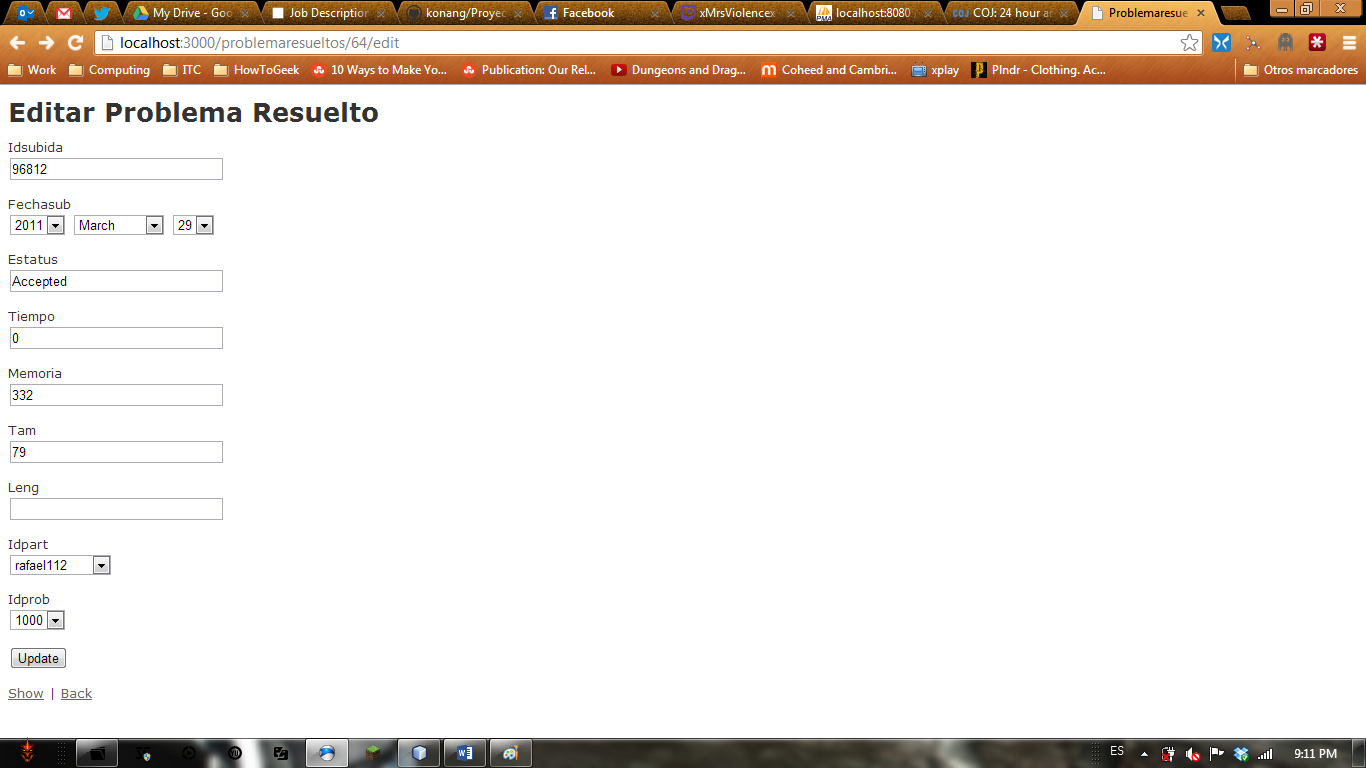 My Drive - Goo
Job Description
konang/Proyec
Facebook
xMrsViolencex
localhost:8080
COJ: 24 hour a
Problemaresue
localhost:3000/problemaresueltos/64/edit
Work
Computing
ITC
HowToGeek
10 Ways to Make Yo...
Publication: Our Rel...
Dungeons and Drag...
Coheed and Cambri...
xplay
PIndr - Clothing. Ac...
Otros marcadores
Editar Problema Resuelto
Idsubida
96812
Fechasub
2011 March 29
Estatus
Accepted
Tiempo
0
Memoria
332
Tam
79
Leng
Idpart
rafael112
Idprob
1000
Update
Show | Back
ES
9:11 PM